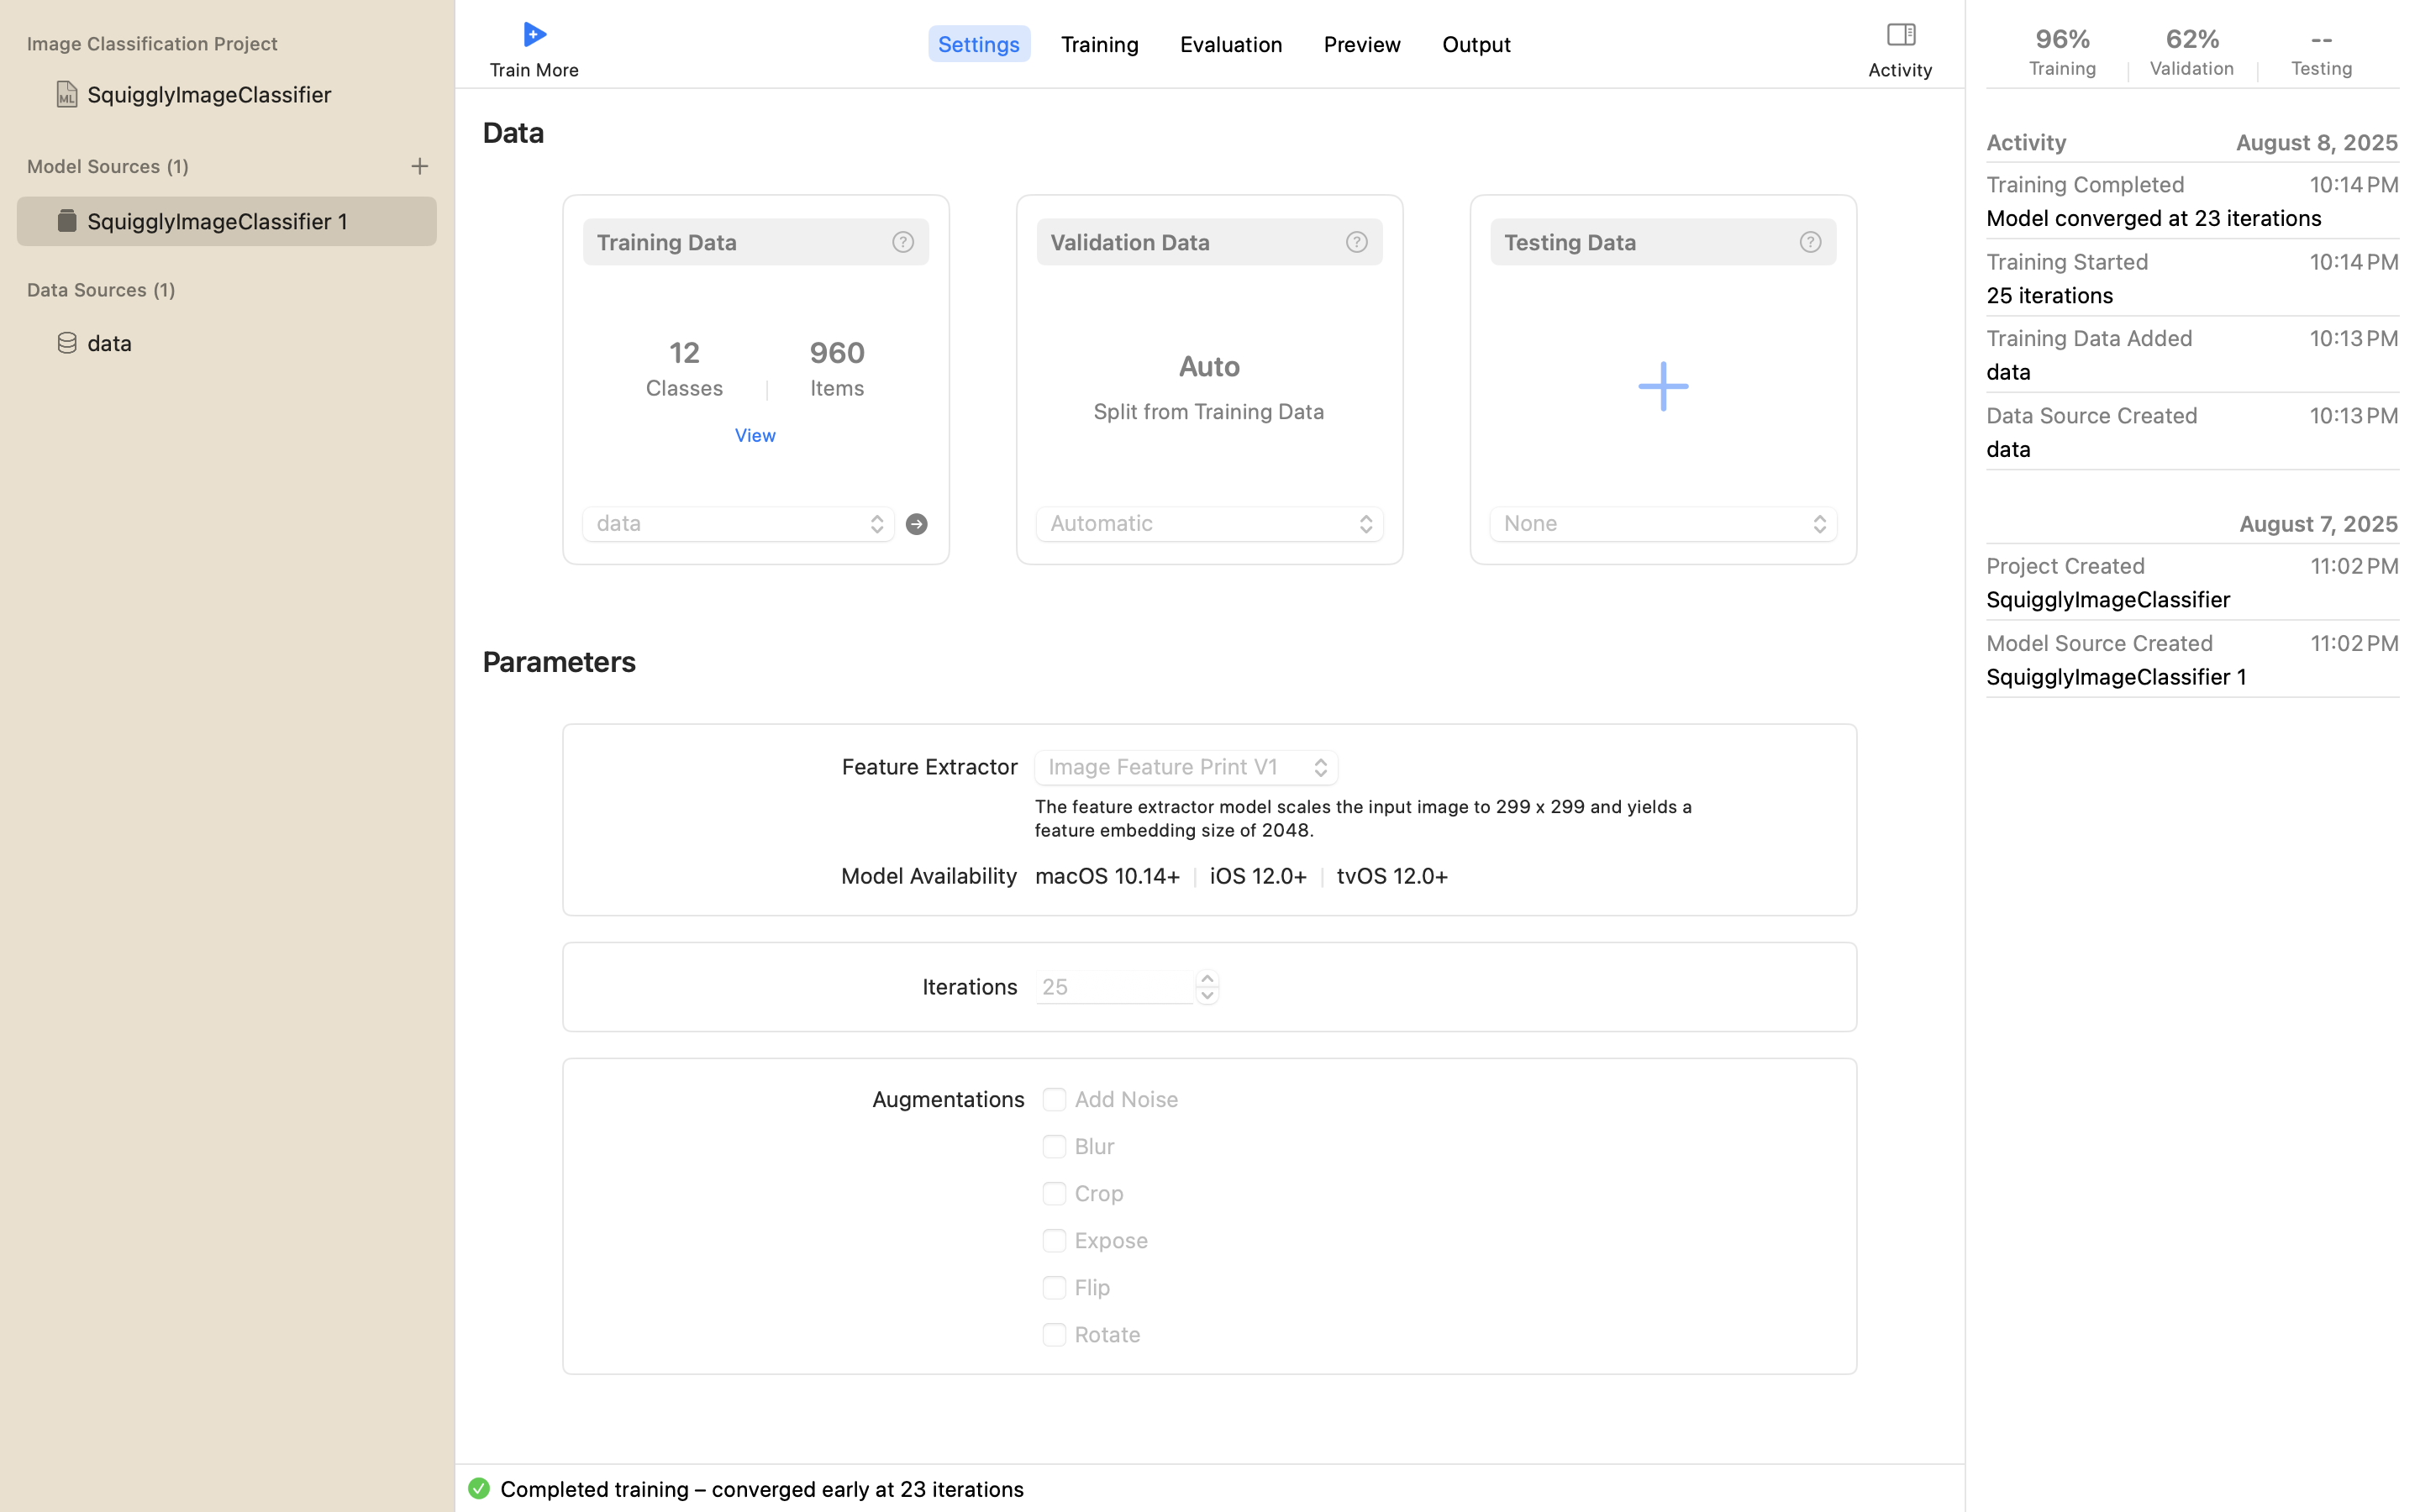 Image Classification Project
SquigglyImageClassifier
Model Sources (1)
SquigglyImageClassifier 1
Data Sources (1)
data
Train More
Settings
Training
Evaluation
Preview
Output
Activity
Data
Training Data
12
Classes
960
Items
View
data
Validation Data
Auto
Split from Training Data
Automatic
Testing Data
None
Parameters
Feature Extractor
Image Feature Print V1
The feature extractor model scales the input image to 299 x 299 and yields a
feature embedding size of 2048.
Model Availability
macOS 10.14+
iOS 12.0+
tvOS 12.0+
Iterations
25
Augmentations
Add Noise
Blur
Crop
Expose
Flip
Rotate
Completed training – converged early at 23 iterations
96%
Training
62%
Validation
--
Testing
Activity August 8, 2025
Training Completed 10:14 PM
Model converged at 23 iterations
Training Started 10:14 PM
25 iterations
Training Data Added 10:13 PM
data
Data Source Created 10:13 PM
data
August 7, 2025
Project Created 11:02 PM
SquigglyImageClassifier
Model Source Created 11:02 PM
SquigglyImageClassifier 1